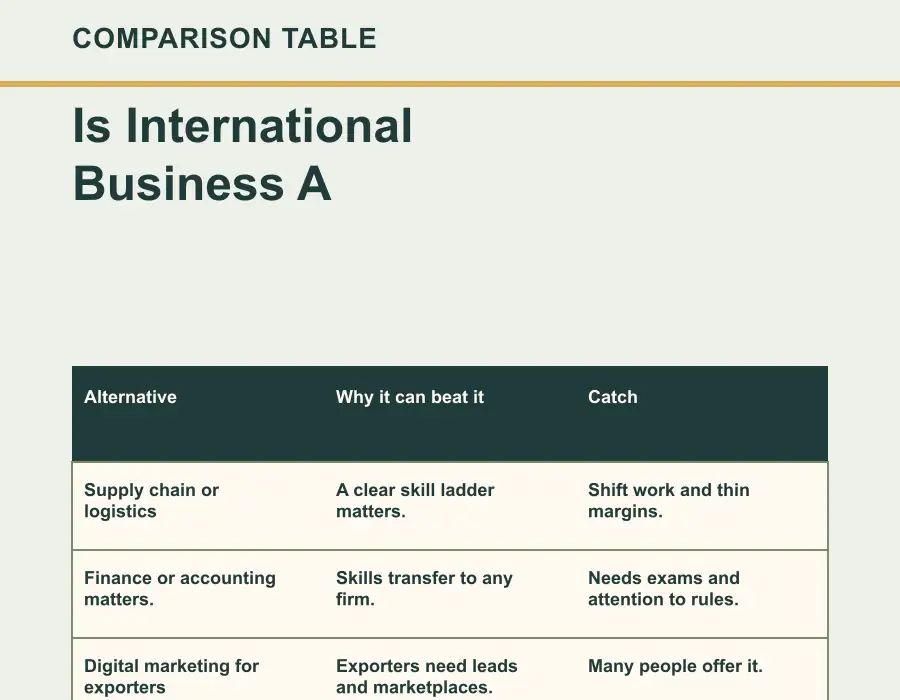 COMPARISON TABLE
Is International
Business A
Alternative
Why it can beat it
Catch
Supply chain or
logistics
A clear skill ladder
matters.
Shift work and thin
margins.
Finance or accounting
matters.
Skills transfer to any
firm.
Needs exams and
attention to rules.
Digital marketing for
exporters
Exporters need leads
and marketplaces.
Many people offer it.